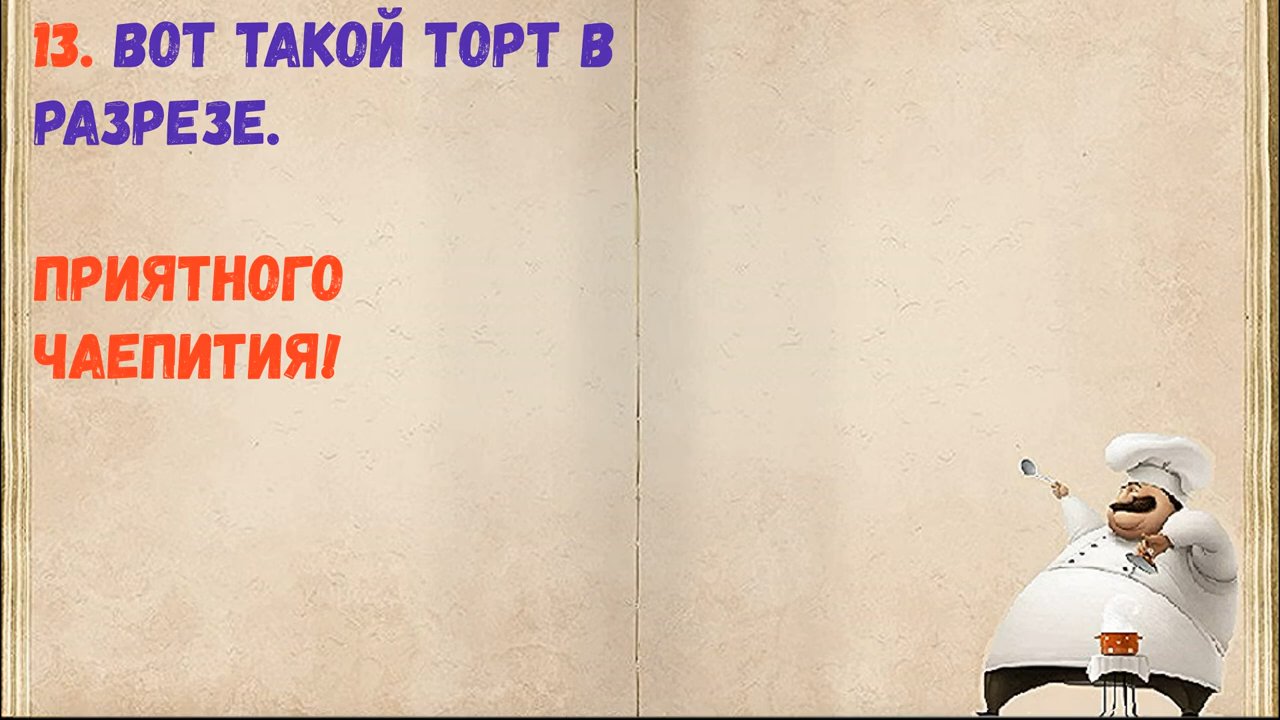 13. ВОТ ТАКОЙ ТОРТ В
РАЗРЕЗЕ.
ПРИЯТНОГО
ЧАЕПИТИЯ!